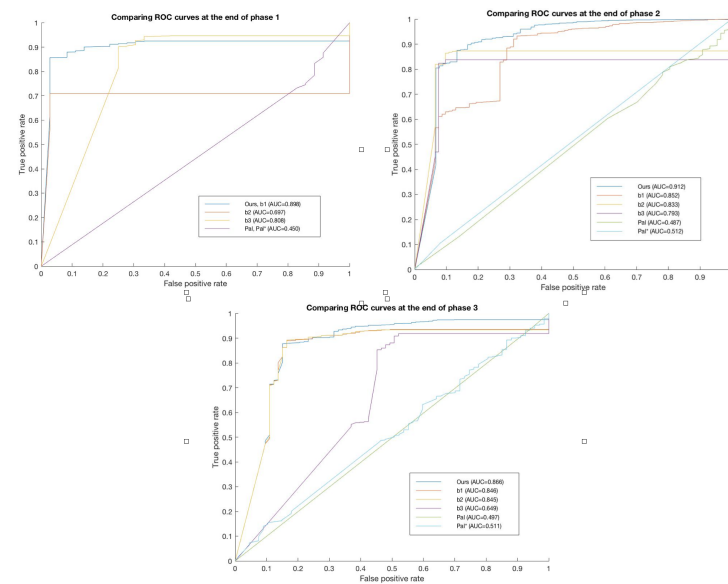 Comparing ROC curves at the end of phase 1
1
0.9
0.8
0.7
0.6
0.5
0.4
0.3
0.2
0.1
0
True positive rate
Ours, b1 (AUC=0.898)
b2 (AUC=0.697)
b3 (AUC=0.808)
Pal, Pal* (AUC=0.450)
0 0.1 0.2 0.3 0.4 0.5 0.6 0.7 0.8 0.9 1
False positive rate
Comparing ROC curves at the end of phase 2
1
0.9
0.8
0.7
0.6
0.5
0.4
0.3
0.2
0.1
0
True positive rate
Ours (AUC=0.912)
b1 (AUC=0.852)
b2 (AUC=0.833)
b3 (AUC=0.793)
Pal (AUC=0.487)
Pal* (AUC=0.512)
0 0.1 0.2 0.3 0.4 0.5 0.6 0.7 0.8 0.9
False positive rate
Comparing ROC curves at the end of phase 3
1
0.9
0.8
0.7
0.6
0.5
0.4
0.3
0.2
0.1
0
True positive rate
Ours (AUC=0.866)
b1 (AUC=0.846)
b2 (AUC=0.845)
b3 (AUC=0.649)
Pal (AUC=0.497)
Pal* (AUC=0.511)
0 0.1 0.2 0.3 0.4 0.5 0.6 0.7 0.8 0.9 1
False positive rate